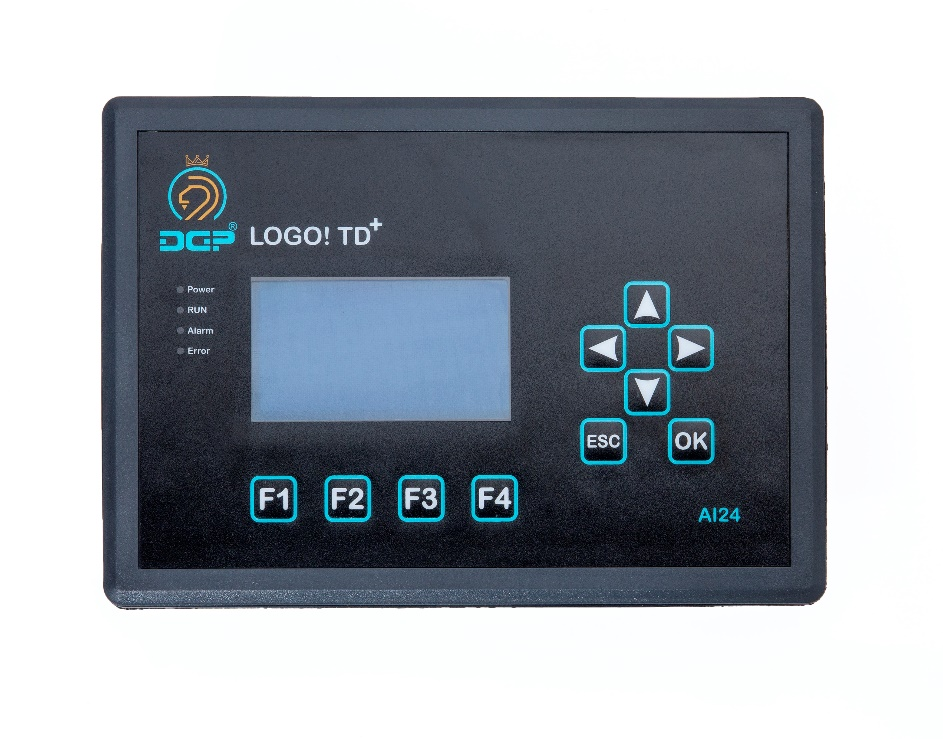 DGP®
LOGO! TD+
Power
RUN
Alarm
Error
ESC
OK
F1 F2 F3 F4
AI24